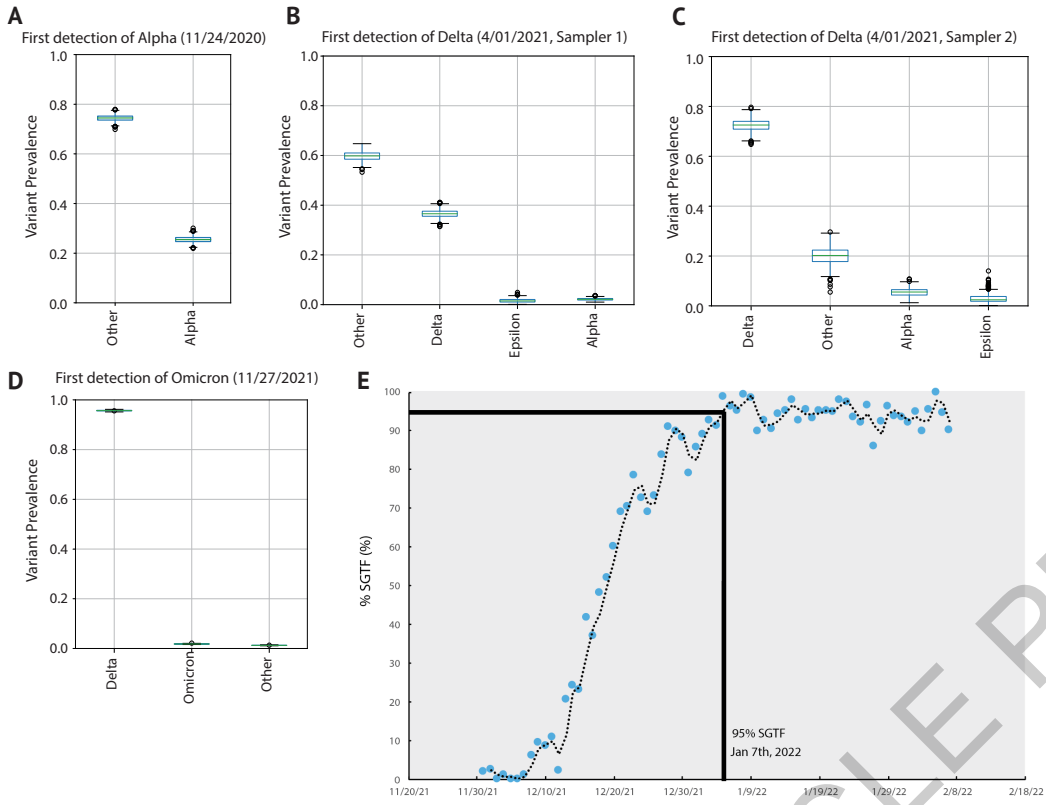 A
First detection of Alpha (11/24/2020)
Variant Prevalence
1.0
0.8
0.6
0.4
0.2
0.0
Other
Alpha
B
First detection of Delta (4/01/2021, Sampler 1)
Variant Prevalence
1.0
0.8
0.6
0.4
0.2
0.0
Other
Delta
Epsilon
Alpha
C
First detection of Delta (4/01/2021, Sampler 2)
Variant Prevalence
1.0
0.8
0.6
0.4
0.2
0.0
Delta
Other
Alpha
Epsilon
D
First detection of Omicron (11/27/2021)
Variant Prevalence
1.0
0.8
0.6
0.4
0.2
0.0
Delta
Omicron
Other
E
% SGTF (%)
100
90
80
70
60
50
40
30
20
10
0
95% SGTF
Jan 7th, 2022
11/20/21 11/30/21 12/10/21 12/20/21 12/30/21 1/9/22 1/19/22 1/29/22 2/8/22 2/18/22